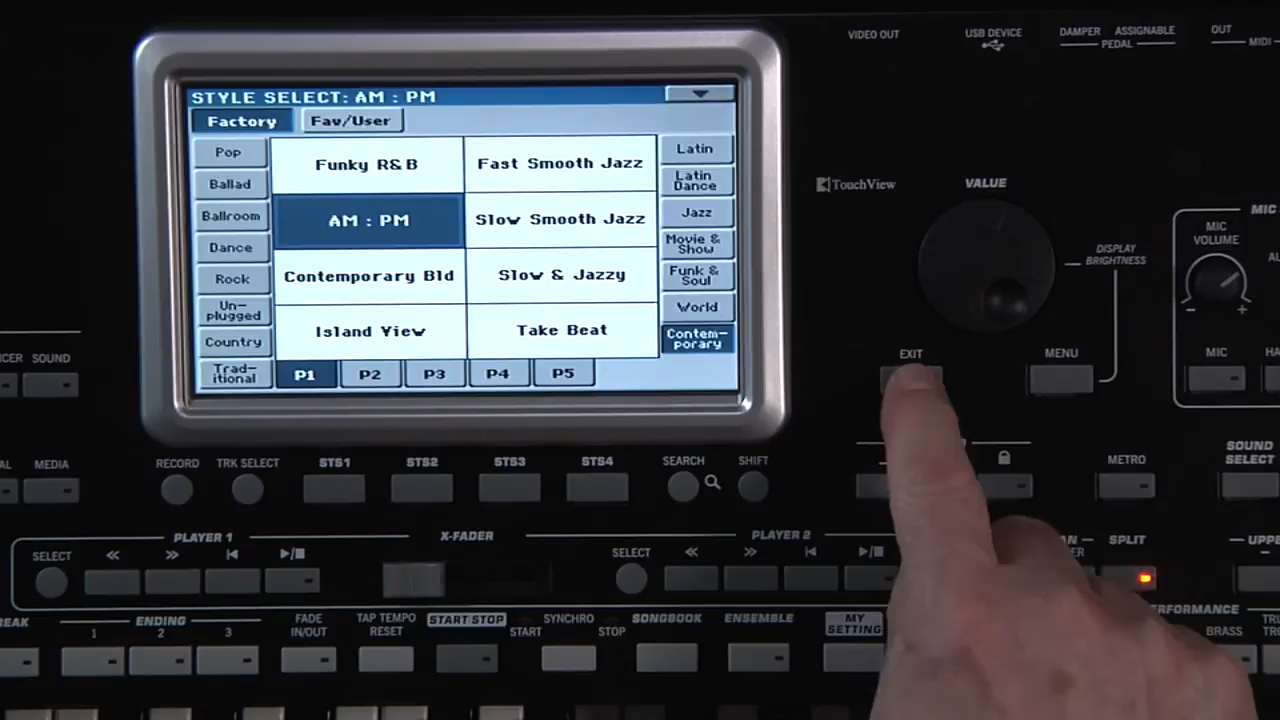 VIDEO OUT
USB DEVICE
DAMPER ASSIGNABLE
PEDAL
OUT
MIDI
STYLE SELECT: AM : PM
Factory
Fav/User
Pop
Ballad
Ballroom
Dance
Rock
Un-
plugged
Country
Trad-
itional
Funky R&B
Fast Smooth Jazz
AM : PM
Slow Smooth Jazz
Contemporary Bld
Slow & Jazzy
Island View
Take Beat
Latin
Latin
Dance
Jazz
Movie &
Show
Funk &
Soul
World
Contem-
porary
P1
P2
P3
P4
P5
TouchView
VALUE
DISPLAY
BRIGHTNESS
EXIT
MENU
MIC
MIC
VOLUME
- +
MIC
SOUND
MEDIA
RECORD
TRK SELECT
STS1
STS2
STS3
STS4
SEARCH
SHIFT
METRO
SOUND
SELECT
PLAYER 1
X-FADER
PLAYER 2
SELECT
SELECT
SPLIT
ENDING
1 2 3
FADE
IN/OUT
TAP TEMPO
RESET
START STOP
SYNCHRO
START STOP
SONGBOOK
ENSEMBLE
MY
SETTING
BRASS